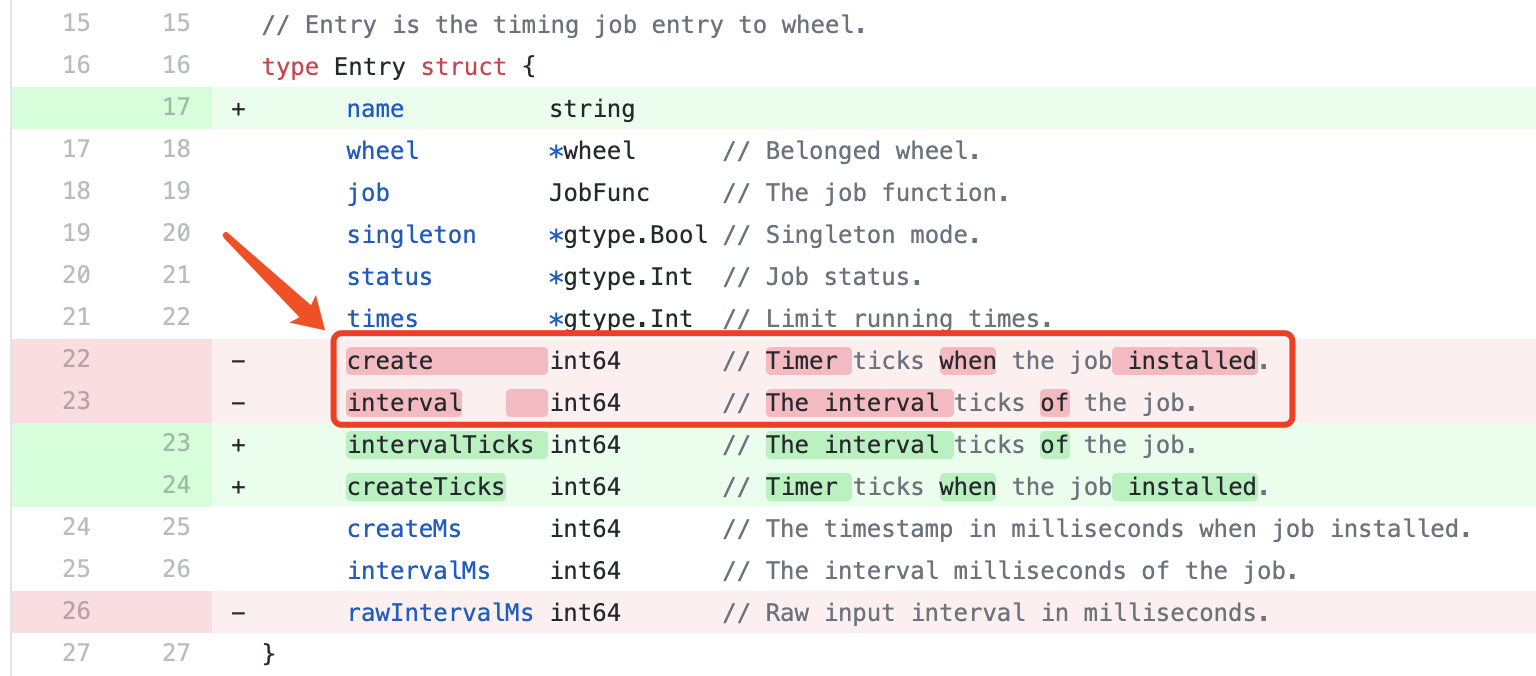 15 15 // Entry is the timing job entry to wheel.
16 16 type Entry struct {
17 + name string
17 18 wheel *wheel // Belonged wheel.
18 19 job JobFunc // The job function.
19 20 singleton *gtype.Bool // Singleton mode.
20 21 status *gtype.Int // Job status.
21 22 times *gtype.Int // Limit running times.
22 - create int64 // Timer ticks when the job installed.
23 - interval int64 // The interval ticks of the job.
23 + intervalTicks int64 // The interval ticks of the job.
24 + createTicks int64 // Timer ticks when the job installed.
24 25 createMs int64 // The timestamp in milliseconds when job installed.
25 26 intervalMs int64 // The interval milliseconds of the job.
26 - rawIntervalMs int64 // Raw input interval in milliseconds.
27 27 }